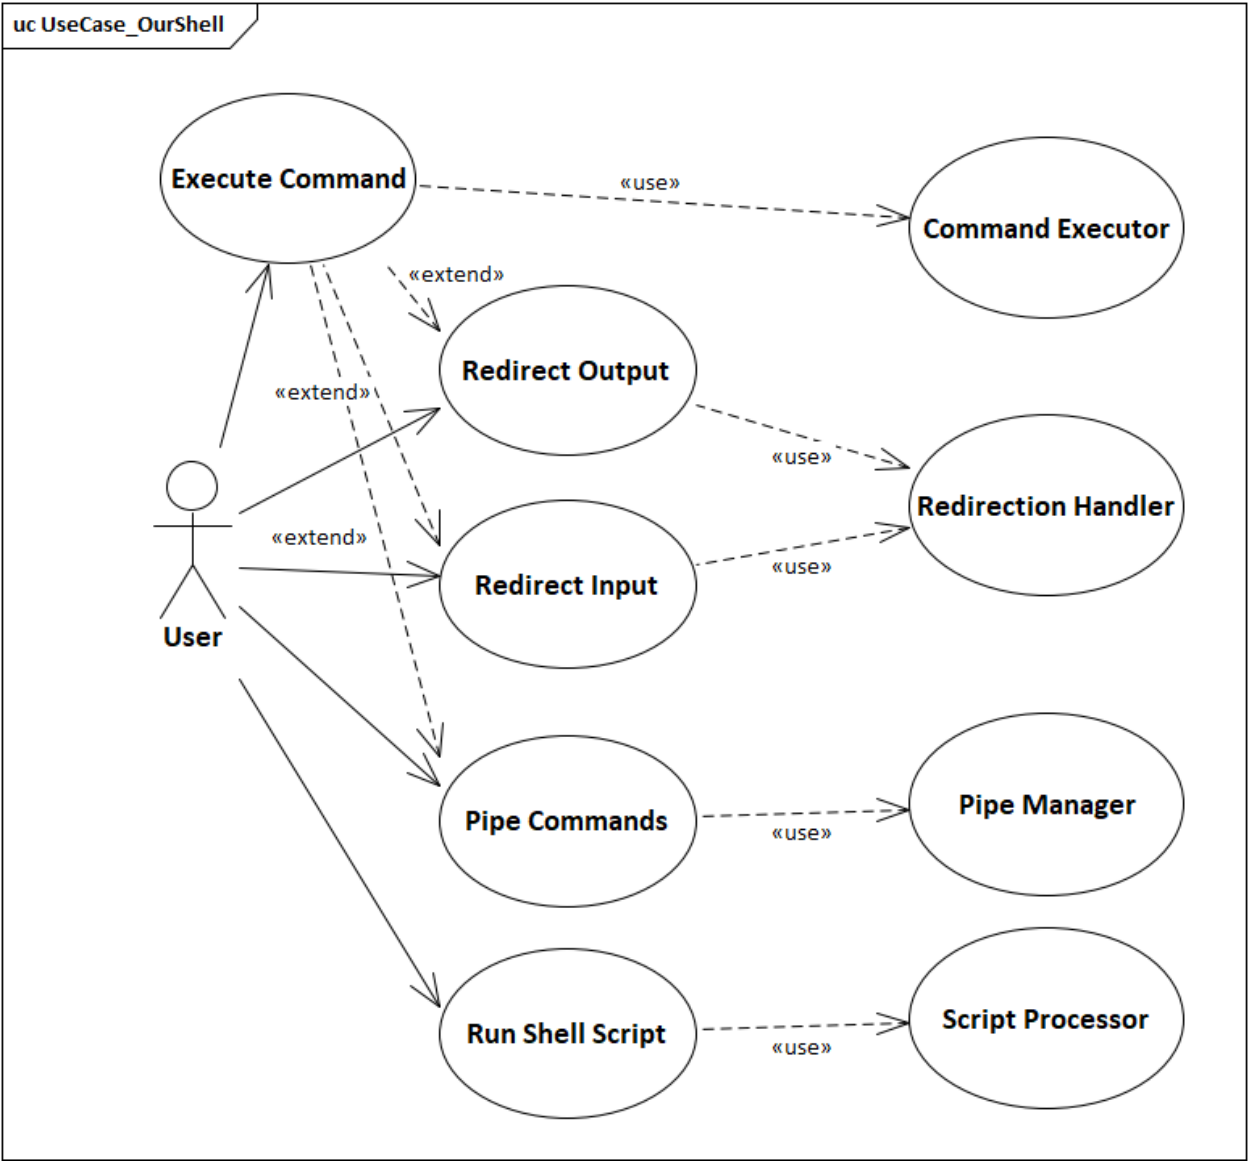 uc UseCase_OurShell
Execute Command
«use»
Command Executor
«extend»
Redirect Output
«extend»
«use»
Redirection Handler
«extend»
Redirect Input
«use»
User
Pipe Commands
«use»
Pipe Manager
Run Shell Script
«use»
Script Processor